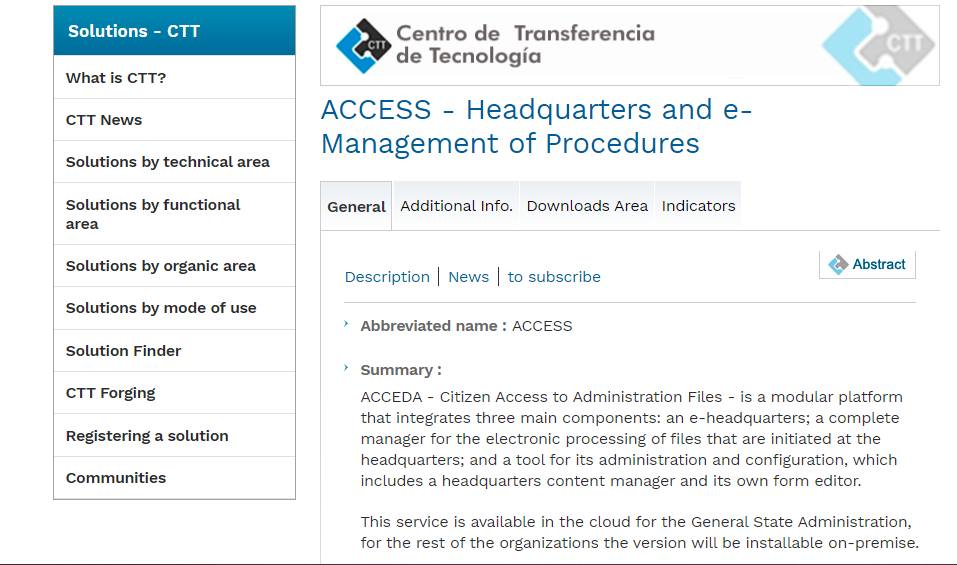 Solutions - CTT
What is CTT?
CTT News
Solutions by technical area
Solutions by functional
area
Solutions by organic area
Solutions by mode of use
Solution Finder
CTT Forging
Registering a solution
Communities
CTT
Centro de Transferencia
de Tecnología
CTT
ACCESS - Headquarters and e-
Management of Procedures
General
Additional Info.
Downloads Area
Indicators
Description | News | to subscribe
Abstract
Abbreviated name : ACCESS
Summary :
ACCEDA - Citizen Access to Administration Files - is a modular platform
that integrates three main components: an e-headquarters; a complete
manager for the electronic processing of files that are initiated at the
headquarters; and a tool for its administration and configuration, which
includes a headquarters content manager and its own form editor.
This service is available in the cloud for the General State Administration,
for the rest of the organizations the version will be installable on-premise.